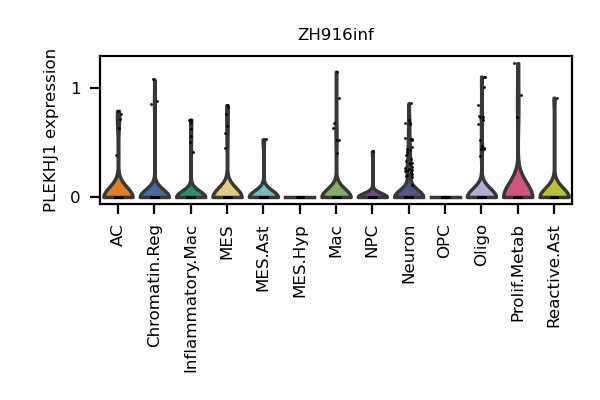 ZH916inf
PLEKHJ1 expression
1
0
AC
Chromatin.Reg
Inflammatory.Mac
MES
MES.Ast
MES.Hyp
Mac
NPC
Neuron
OPC
Oligo
Prolif.Metab
Reactive.Ast